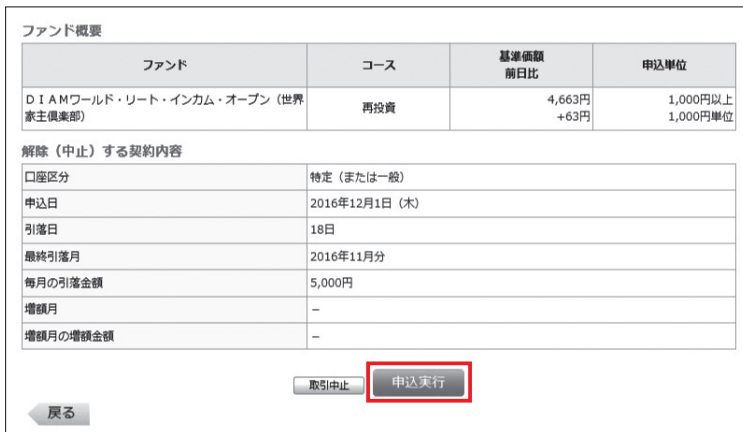 ファンド概要
ファンド コース 基準価額 申込単位
前日比
DIAMワールド・リート・インカム・オープン(世界 再投資 4,663円 1,000円以上
家主倶楽部) +63円 1,000円単位
解除(中止)する契約内容
口座区分 特定(または一般)
申込日 2016年12月1日(木)
引落日 18日
最終引落月 2016年11月分
毎月の引落金額 5,000円
増額月 –
増額月の増額金額 –
取引中止 申込実行
戻る